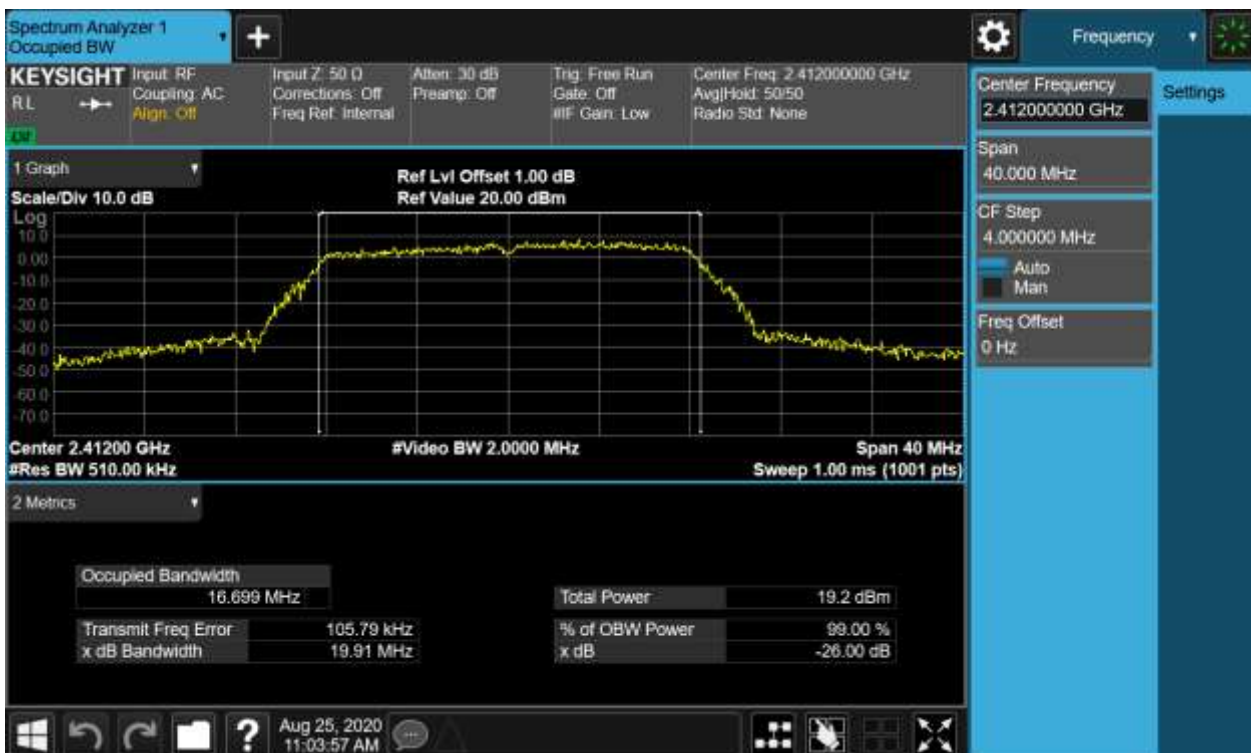 Spectrum Analyzer 1
Occupied BW
Frequency
KEYSIGHT
RL
Input: RF
Coupling: AC
Align: Off
Input Z: 50 Ω
Corrections: Off
Freq Ref: Internal
Atten: 30 dB
Preamp: Off
Trig: Free Run
Gate: Off
#IF Gain: Low
Center Freq: 2.412000000 GHz
Avg|Hold: 50/50
Radio Std: None
Center Frequency
2.412000000 GHz
Settings
Span
40.000 MHz
CF Step
4.000000 MHz
Auto
Man
Freq Offset
0 Hz
1 Graph
Scale/Div 10.0 dB
Ref Lvl Offset 1.00 dB
Ref Value 20.00 dBm
Log
10.0
0.00
-10.0
-20.0
-30.0
-40.0
-50.0
-60.0
-70.0
Center 2.41200 GHz
#Video BW 2.0000 MHz
Span 40 MHz
#Res BW 510.00 kHz
Sweep 1.00 ms (1001 pts)
2 Metrics
Occupied Bandwidth
16.699 MHz
Total Power 19.2 dBm
Transmit Freq Error 105.79 kHz
% of OBW Power 99.00 %
x dB Bandwidth 19.91 MHz
x dB -26.00 dB
?
Aug 25, 2020
11:03:57 AM